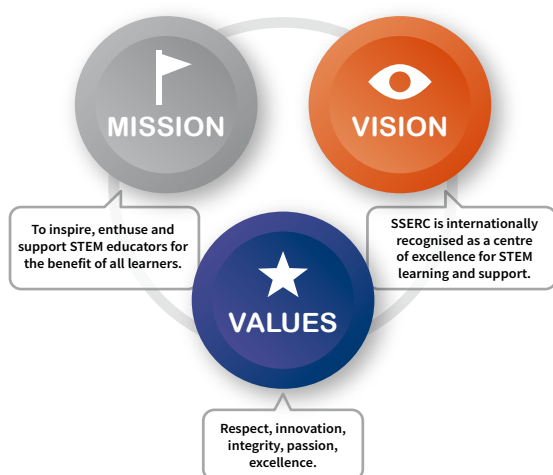 MISSION
VISION
To inspire, enthuse and
support STEM educators for
the benefit of all learners.
SSERC is internationally
recognised as a centre
of excellence for STEM
learning and support.
VALUES
Respect, innovation,
integrity, passion,
excellence.